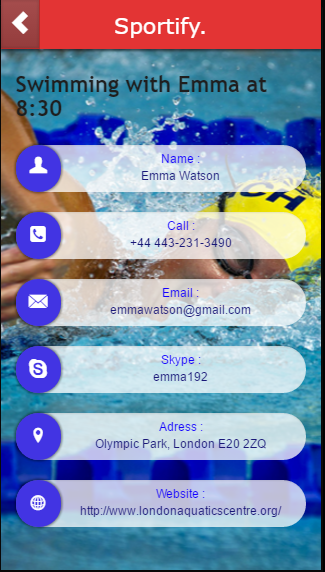 Sportify.
Swimming with Emma at
8:30
CH
Name :
Emma Watson
Call :
+44 443-231-3490
Email :
emmawatson@gmail.com
Skype :
emma192
Adress :
Olympic Park, London E20 2ZQ
Website :
http://www.londonaquaticscentre.org/